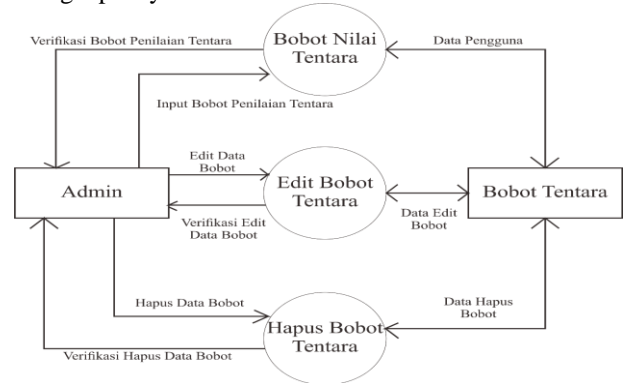 Verifikasi Bobot Penilaian Tentara
Bobot Nilai
Tentara
Data Pengguna
Input Bobot Penilaian Tentara
Edit Data
Bobot
Admin
Edit Bobot
Tentara
Bobot Tentara
Verifikasi Edit
Data Bobot
Data Edit
Bobot
Hapus Data Bobot
Data Hapus
Bobot
Hapus Bobot
Tentara
Verifikasi Hapus Data Bobot